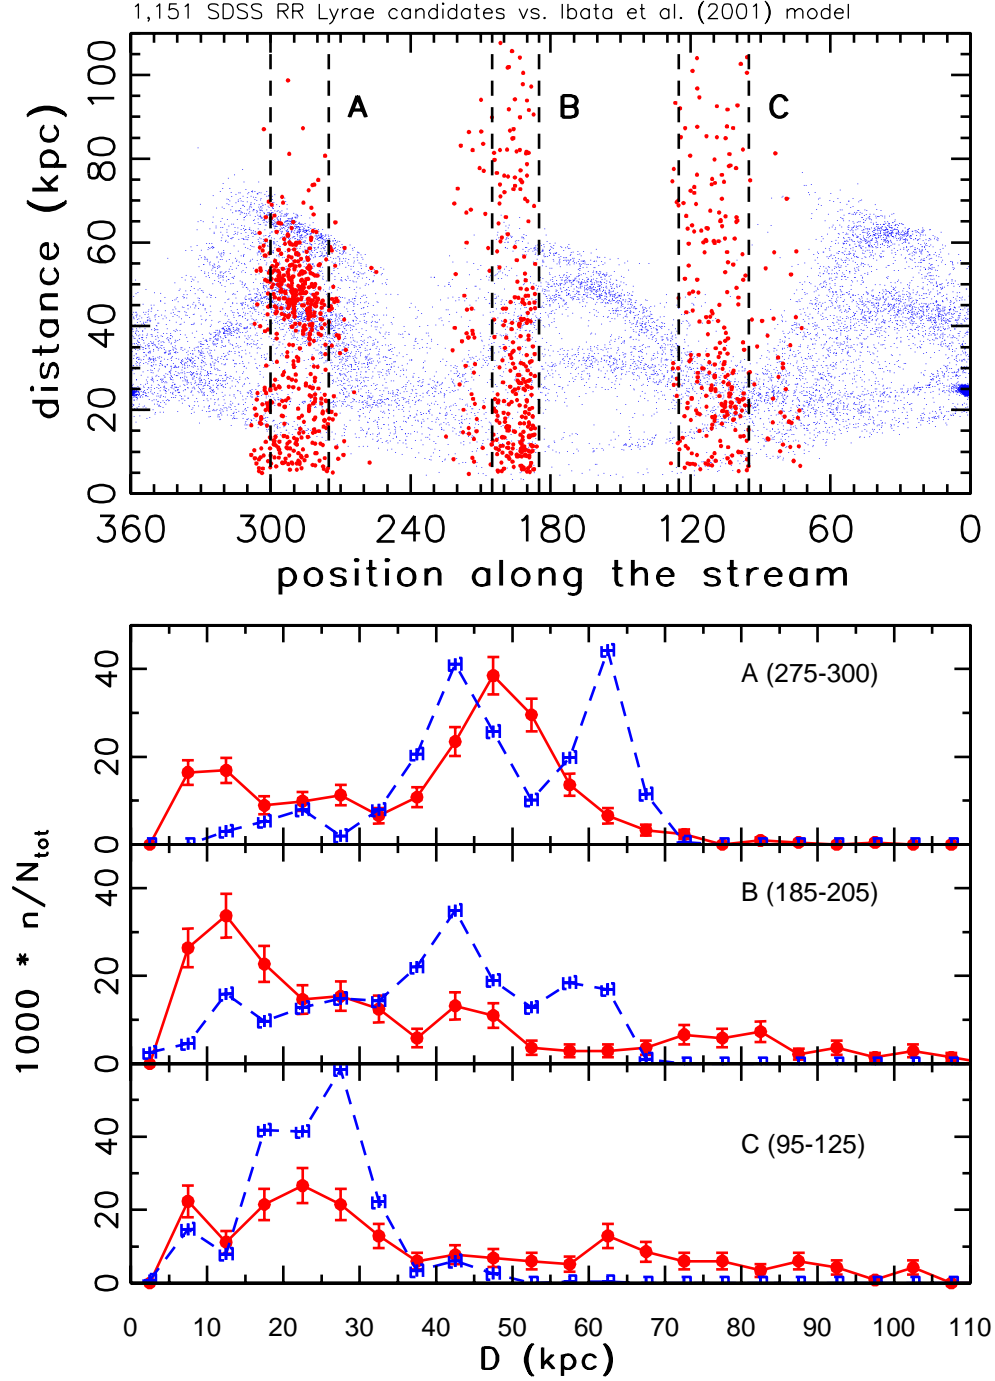 1,151 SDSS RR Lyrae candidates vs. Ibata et al. (2001) model
distance (kpc)
0 20 40 60 80 100
A B C
360 300 240 180 120 60 0
position along the stream
1000 * n/Ntot
A (275-300)
0 20 40
B (185-205)
0 20 40
C (95-125)
0 20 40
0 10 20 30 40 50 60 70 80 90 100 110
D (kpc)